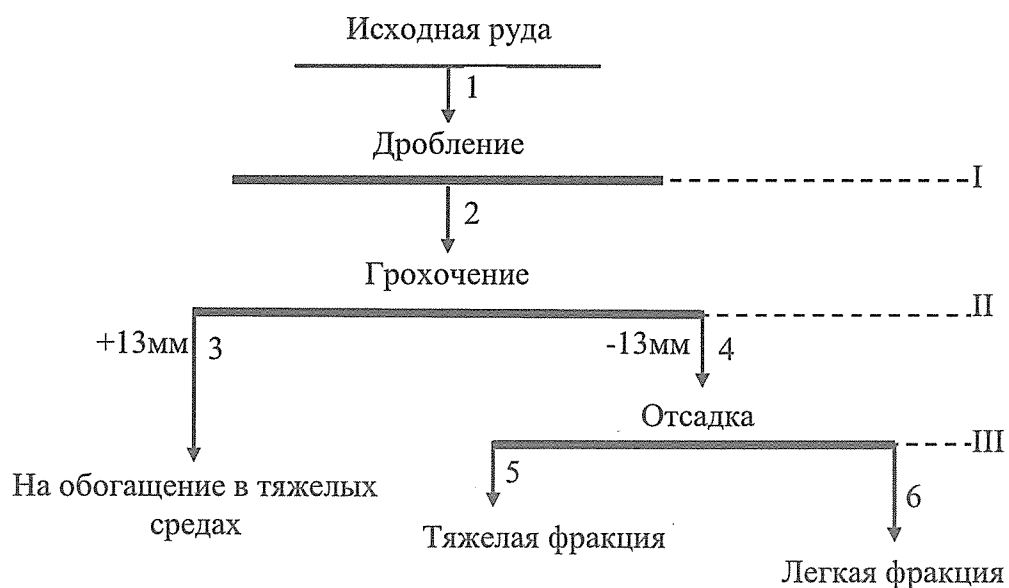 Исходная руда
1
Дробление
I
2
Грохочение
II
+13мм 3
-13мм 4
Отсадка
III
5
6
На обогащение в тяжелых
средах
Тяжелая фракция
Легкая фракция